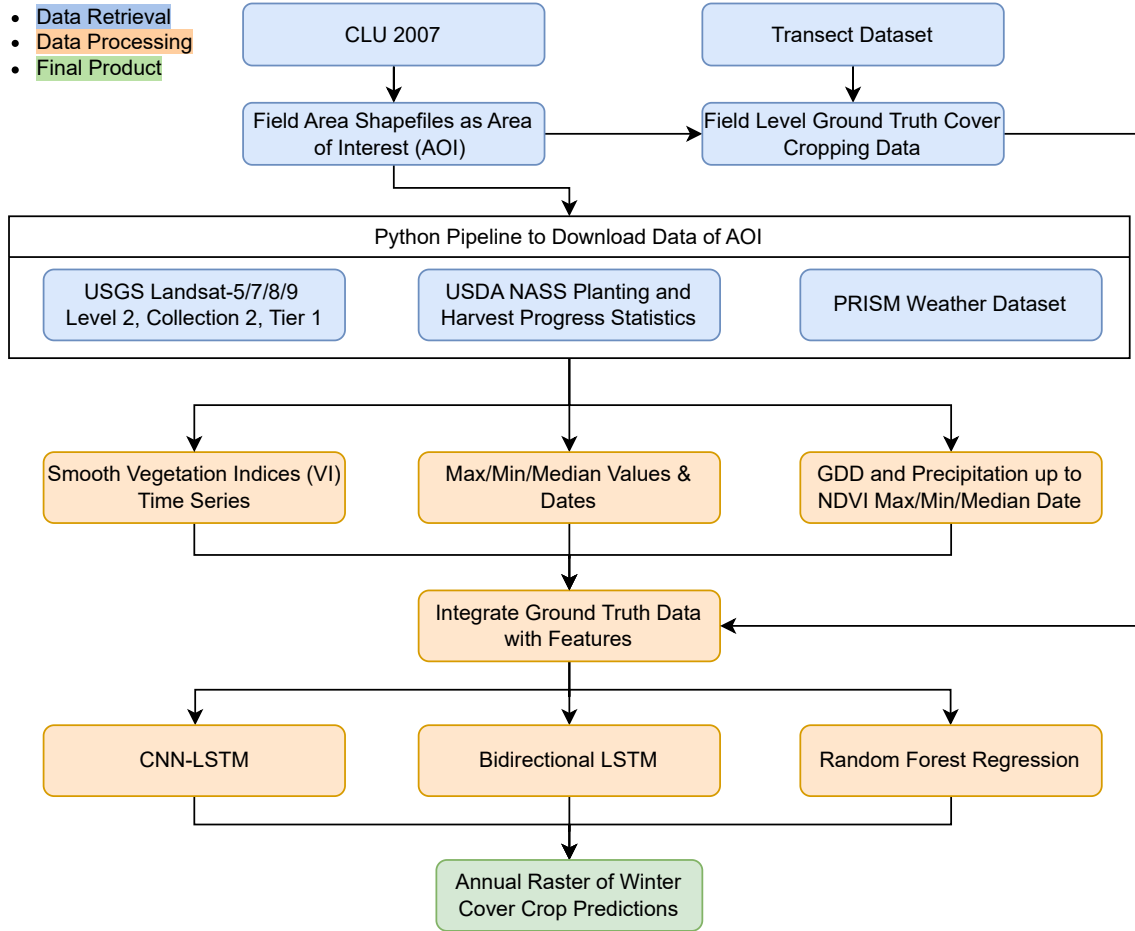 Data Retrieval
Data Processing
Final Product
CLU 2007
Transect Dataset
Field Area Shapefiles as Area
of Interest (AOI)
Field Level Ground Truth Cover
Cropping Data
Python Pipeline to Download Data of AOI
USGS Landsat-5/7/8/9
Level 2, Collection 2, Tier 1
USDA NASS Planting and
Harvest Progress Statistics
PRISM Weather Dataset
Smooth Vegetation Indices (VI)
Time Series
Max/Min/Median Values &
Dates
GDD and Precipitation up to
NDVI Max/Min/Median Date
Integrate Ground Truth Data
with Features
CNN-LSTM
Bidirectional LSTM
Random Forest Regression
Annual Raster of Winter
Cover Crop Predictions